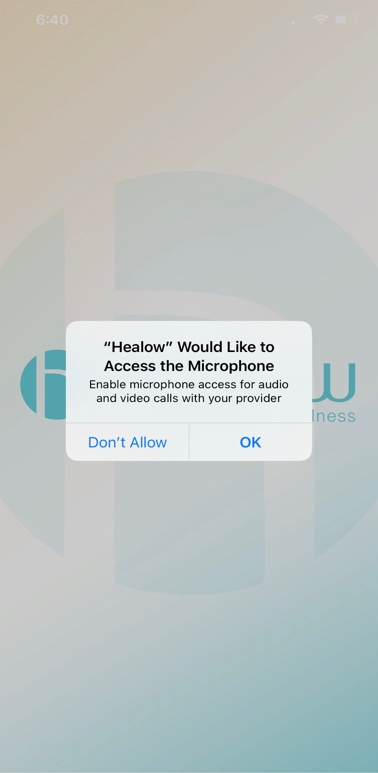 6:40
“Healow” Would Like to
Access the Microphone
Enable microphone access for audio
and video calls with your provider
Don’t Allow
OK